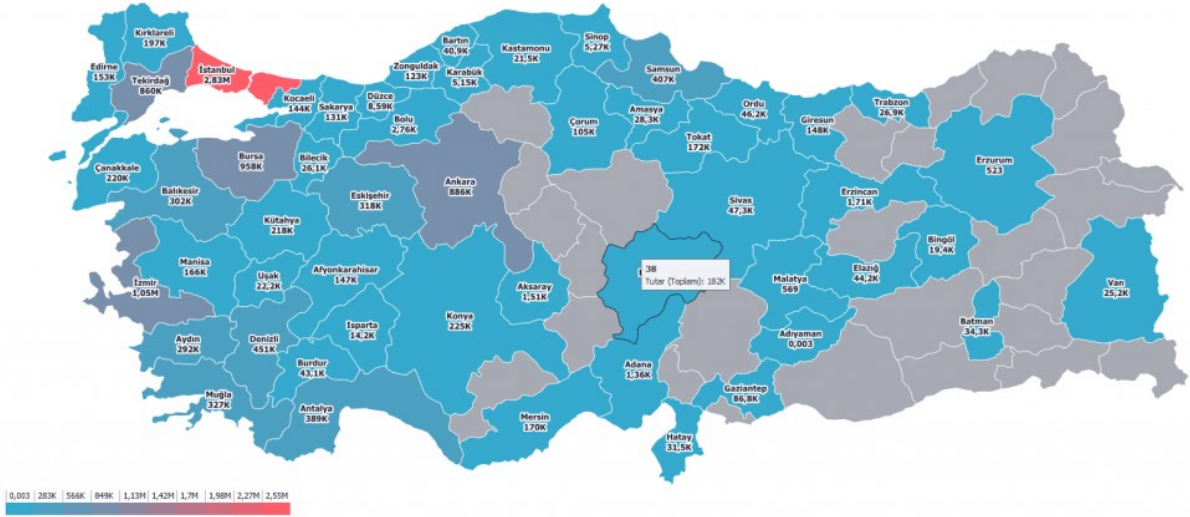 Kırklareli
197K
Edirne
153K
Tekirdağ
860K
İstanbul
2,83M
Kocaeli
144K
Sakarya
131K
Düzce
8,59K
Zonguldak
123K
Bartın
40,9K
Karabük
5,15K
Kastamonu
21,5K
Sinop
5,27K
Samsun
407K
Bolu
2,76K
Çorum
105K
Amasya
28,3K
Tokat
172K
Ordu
46,2K
Giresun
148K
Trabzon
26,9K
Erzurum
523
Çanakkale
220K
Balıkesir
302K
Bursa
958K
Bilecik
26,1K
Eskişehir
318K
Ankara
886K
Kütahya
218K
Sivas
47,3K
Erzincan
1,71K
Bingöl
19,4K
Elazığ
44,2K
Malatya
569
Van
25,2K
Batman
34,3K
Manisa
166K
Uşak
22,2K
Afyonkarahisar
147K
İzmir
1,05M
Aksaray
1,51K
38
Tutar (Toplamı): 182K
Konya
225K
Isparta
14,2K
Aydın
292K
Denizli
451K
Burdur
43,1K
Muğla
327K
Antalya
389K
Adıyaman
0,003
Adana
1,36K
Gaziantep
86,8K
Mersin
170K
Hatay
31,5K
0,003 283K 566K 849K 1,13M 1,42M 1,7M 1,98M 2,27M 2,55M